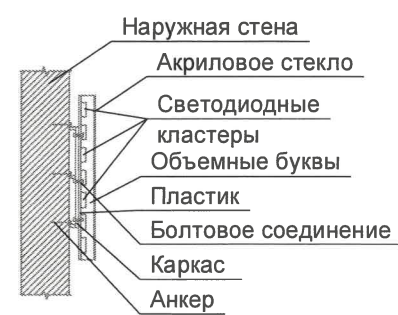 Наружная стена
Акриловое стекло
Светодиодные
кластеры
Объемные буквы
Пластик
Болтовое соединение
Каркас
Анкер